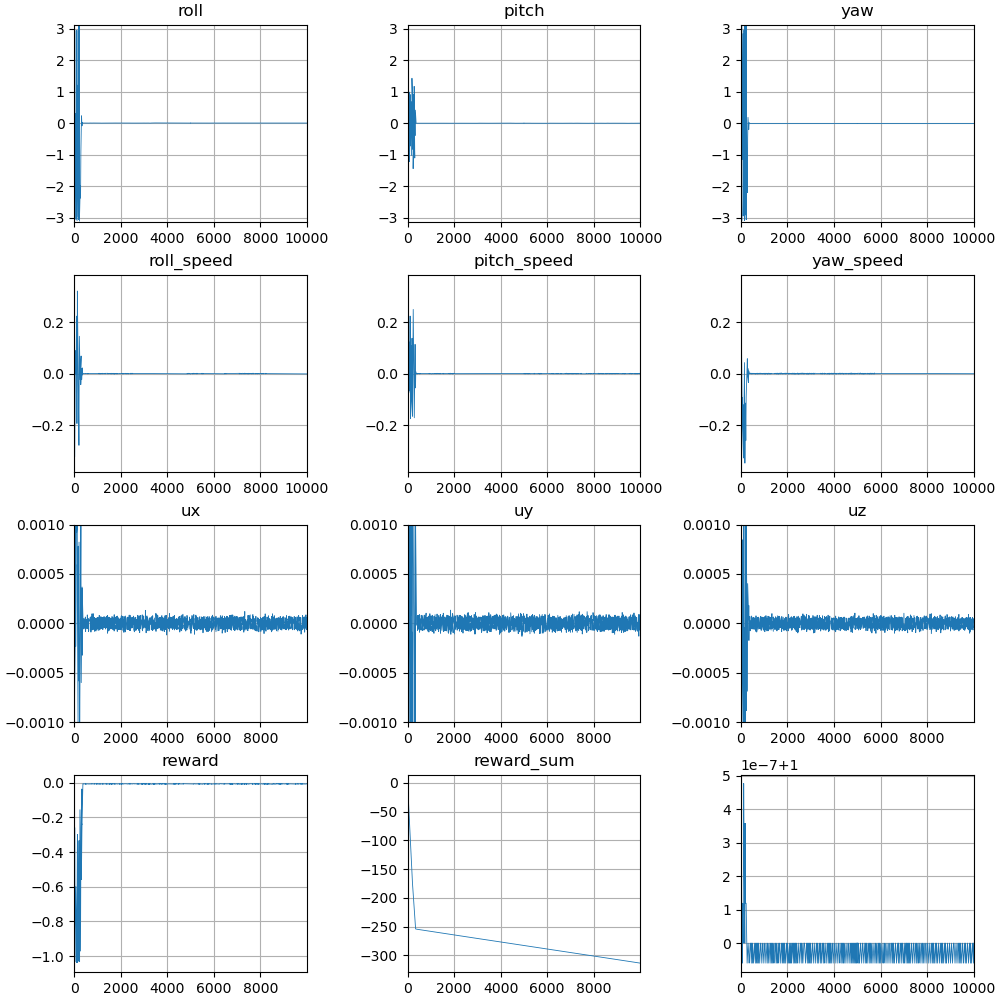 roll pitch yaw
3 3 3
2 2 2
1 1 1
0 0 0
−1 −1 −1
−2 −2 −2
−3 −3 −3
0 2000 4000 6000 8000 10000 0 2000 4000 6000 8000 10000 0 2000 4000 6000 8000 10000
roll_speed pitch_speed yaw_speed
0.2 0.2 0.2
0.0 0.0 0.0
−0.2 −0.2 −0.2
0 2000 4000 6000 8000 10000 0 2000 4000 6000 8000 10000 0 2000 4000 6000 8000 10000
ux uy uz
0.0010 0.0010 0.0010
0.0005 0.0005 0.0005
0.0000 0.0000 0.0000
−0.0005 −0.0005 −0.0005
−0.0010 −0.0010 −0.0010
0 2000 4000 6000 8000 0 2000 4000 6000 8000 0 2000 4000 6000 8000
reward reward_sum 1e−7+1
0.0 0 5
−0.2 −50 4
−0.4 −100 3
−0.6 −150 2
−0.8 −200 1
−1.0 −250 0
−300
0 2000 4000 6000 8000 0 2000 4000 6000 8000 0 2000 4000 6000 8000 10000